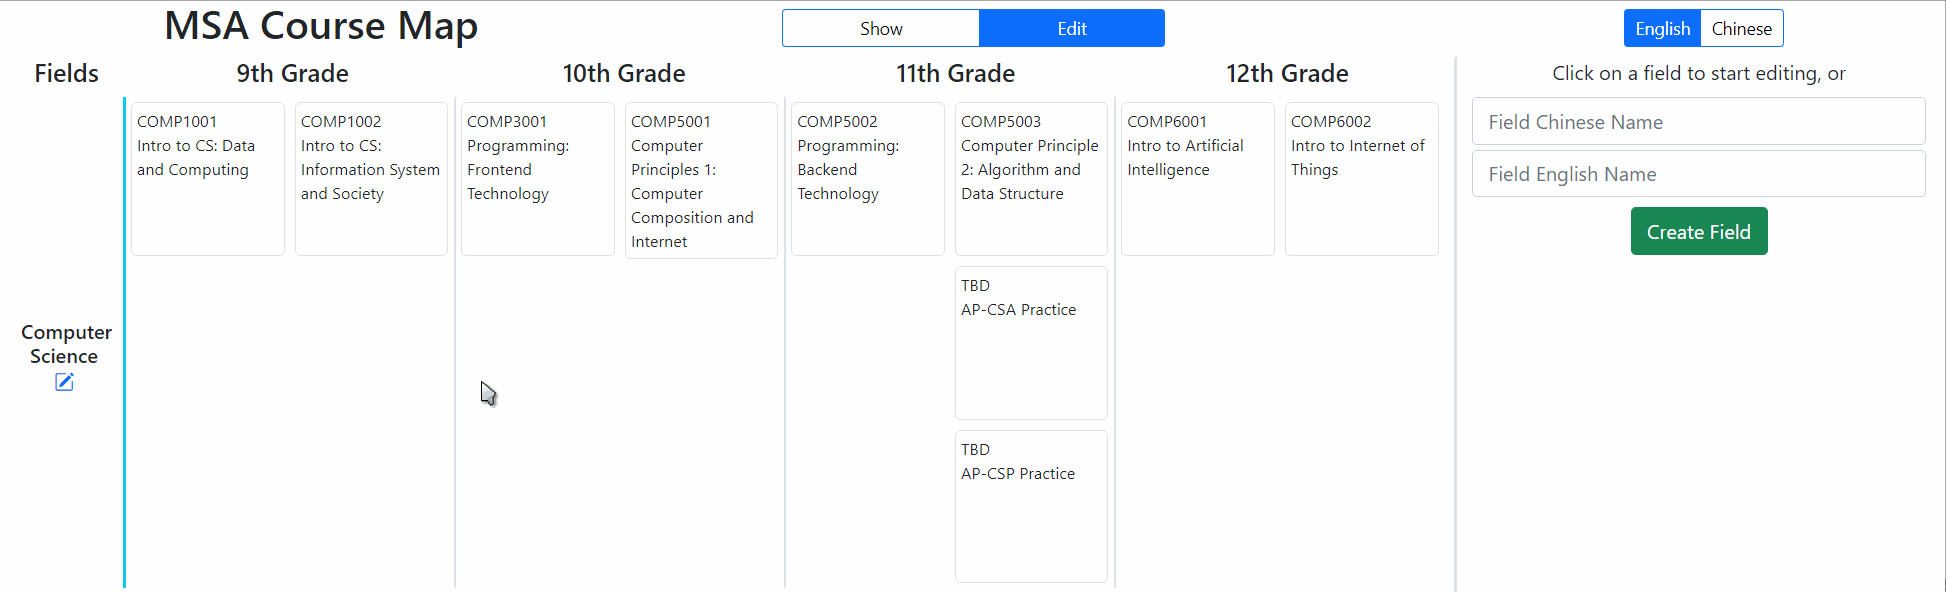 MSA Course Map
Show
Edit
English
Chinese
Fields
9th Grade
10th Grade
11th Grade
12th Grade
Click on a field to start editing, or
COMP1001
Intro to CS: Data
and Computing
COMP1002
Intro to CS:
Information System
and Society
COMP3001
Programming:
Frontend
Technology
COMP5001
Computer
Principles 1:
Computer
Composition and
Internet
COMP5002
Programming:
Backend
Technology
COMP5003
Computer Principle
2: Algorithm and
Data Structure
COMP6001
Intro to Artificial
Intelligence
COMP6002
Intro to Internet of
Things
TBD
AP-CSA Practice
TBD
AP-CSP Practice
Computer
Science
Field Chinese Name
Field English Name
Create Field